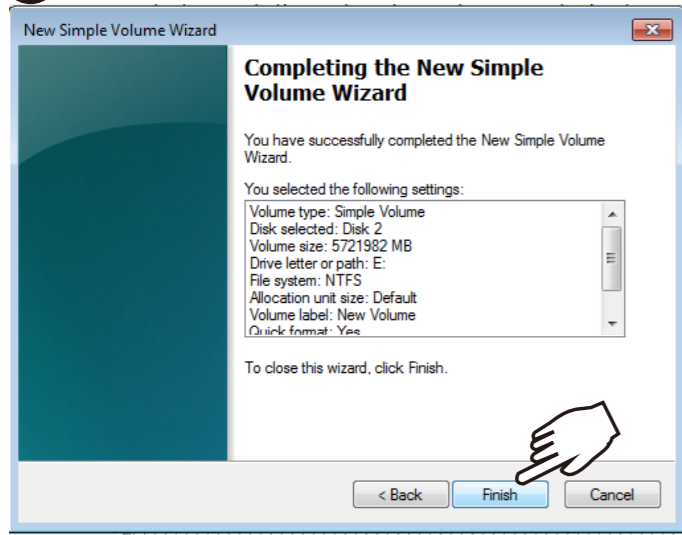 New Simple Volume Wizard
Completing the New Simple
Volume Wizard
You have successfully completed the New Simple Volume
Wizard.
You selected the following settings:
Volume type: Simple Volume
Disk selected: Disk 2
Volume size: 5721982 MB
Drive letter or path: E:
File system: NTFS
Allocation unit size: Default
Volume label: New Volume
Quick format: Yes
To close this wizard, click Finish.
< Back
Finish
Cancel